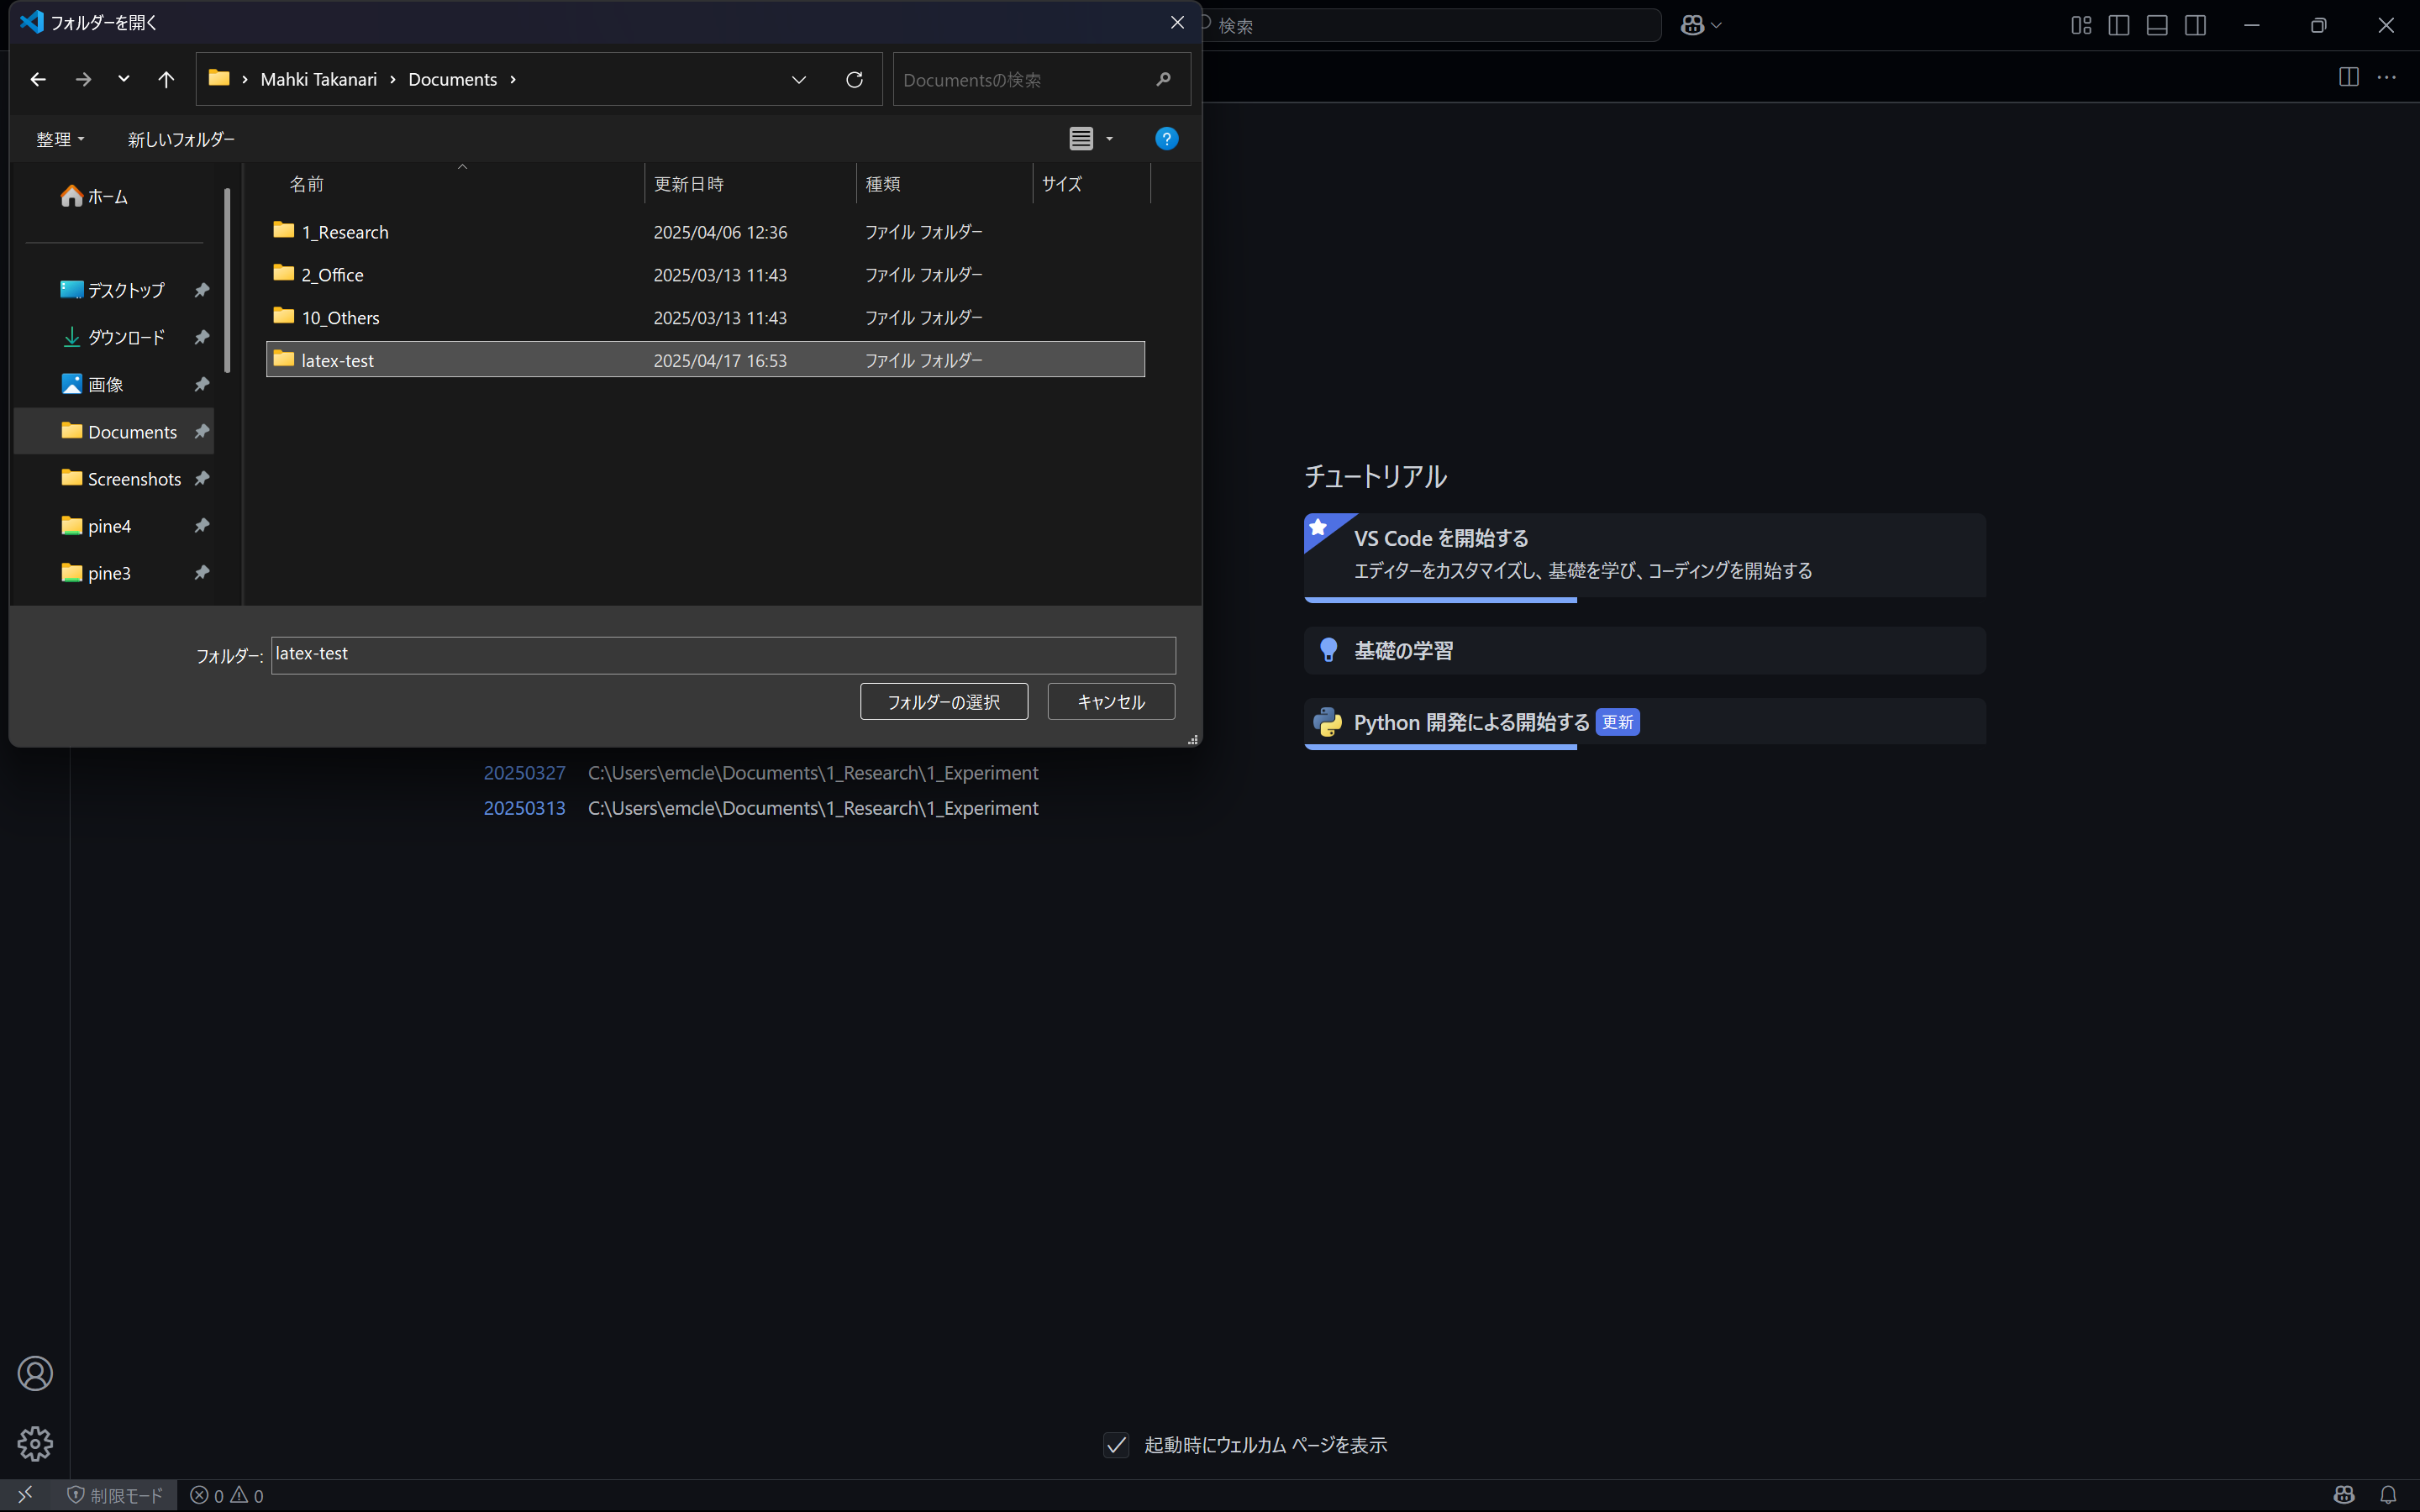 フォルダーを開く
検索
Mahki Takanari › Documents ›
Documentsの検索
整理
新しいフォルダー
名前 更新日時 種類 サイズ
ホーム
デスクトップ
ダウンロード
画像
Documents
Screenshots
pine4
pine3
1_Research 2025/04/06 12:36 ファイル フォルダー
2_Office 2025/03/13 11:43 ファイル フォルダー
10_Others 2025/03/13 11:43 ファイル フォルダー
latex-test 2025/04/17 16:53 ファイル フォルダー
フォルダー: latex-test
フォルダーの選択 キャンセル
チュートリアル
VS Code を開始する
エディターをカスタマイズし、基礎を学び、コーディングを開始する
基礎の学習
Python 開発による開始する 更新
20250327 C:\Users\emcle\Documents\1_Research\1_Experiment
20250313 C:\Users\emcle\Documents\1_Research\1_Experiment
起動時にウェルカム ページを表示
制限モード 0 0